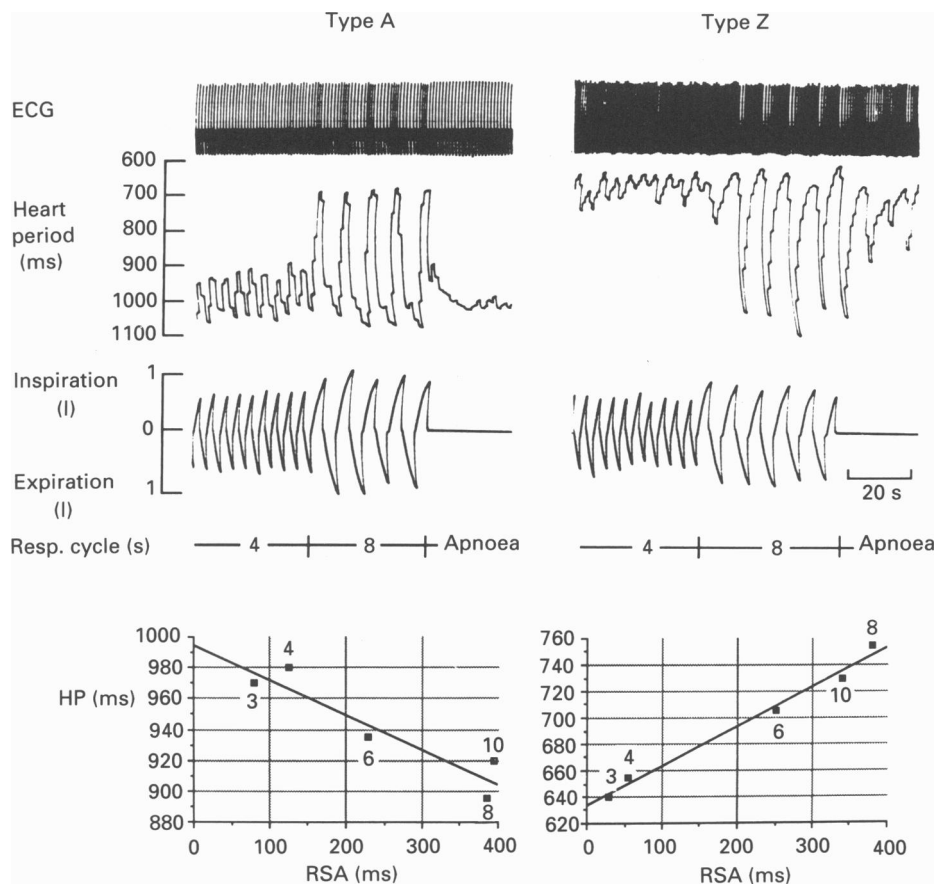 Type A Type Z
ECG
600
700
800
900
1000
1100
Heart
period
(ms)
Inspiration
(l)
Expiration
(l)
1
0
1
20 s
Resp. cycle (s) 4 8 Apnoea 4 8 Apnoea
1000
980
960
940
920
900
880
HP (ms)
3
4
6
10
8
0 100 200 300 400
RSA (ms)
760
740
720
700
680
660
640
620
3
4
6
8
10
0 100 200 300 400
RSA (ms)